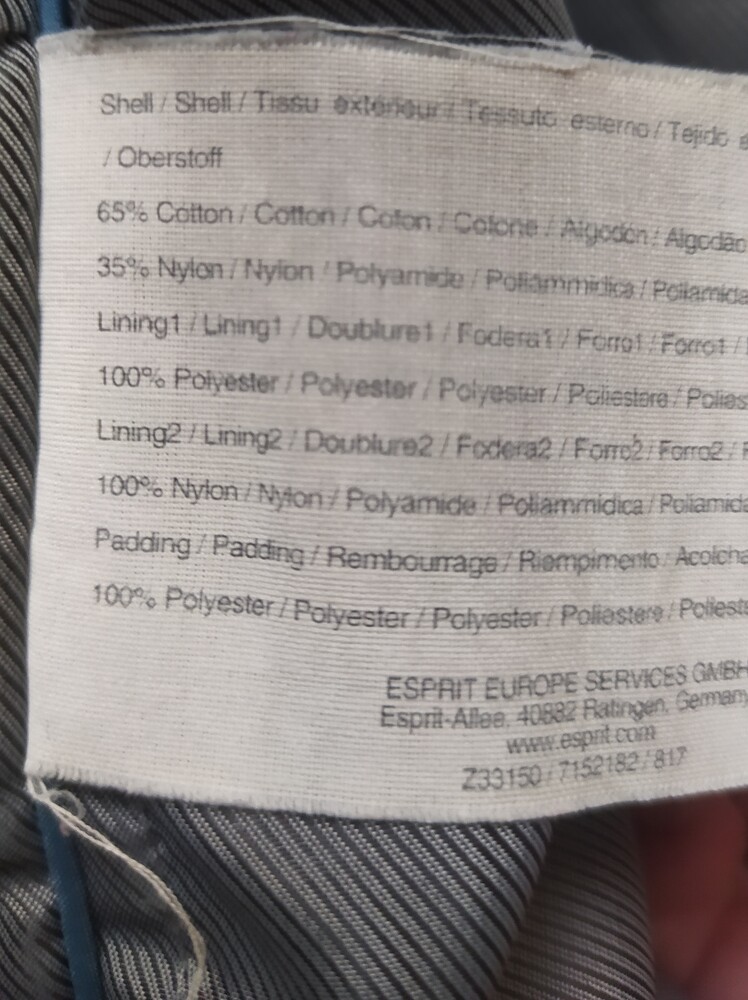 Shell / Shell / Tissu extérieur / Tessuto esterno / Tejido
/ Oberstoff
65% Cotton / Cotton / Coton / Cotone / Algodón / Algodão
35% Nylon / Nylon / Polyamide / Poliammidica / Poliamida
Lining1 / Lining1 / Doublure1 / Fodera1 / Forro1 / Forro1 /
100% Polyester / Polyester / Polyester / Poliestere / Polies
Lining2 / Lining2 / Doublure2 / Fodera2 / Forro2 / Forro2 /
100% Nylon / Nylon / Polyamide / Poliammidica / Poliamida
Padding / Padding / Rembourrage / Riempimento / Acolcha
100% Polyester / Polyester / Polyester / Poliestere / Polieste
ESPRIT EUROPE SERVICES GMBH
Esprit-Allee, 40882 Ratingen, Germany
www.esprit.com
Z33150 / 7152182 / 817